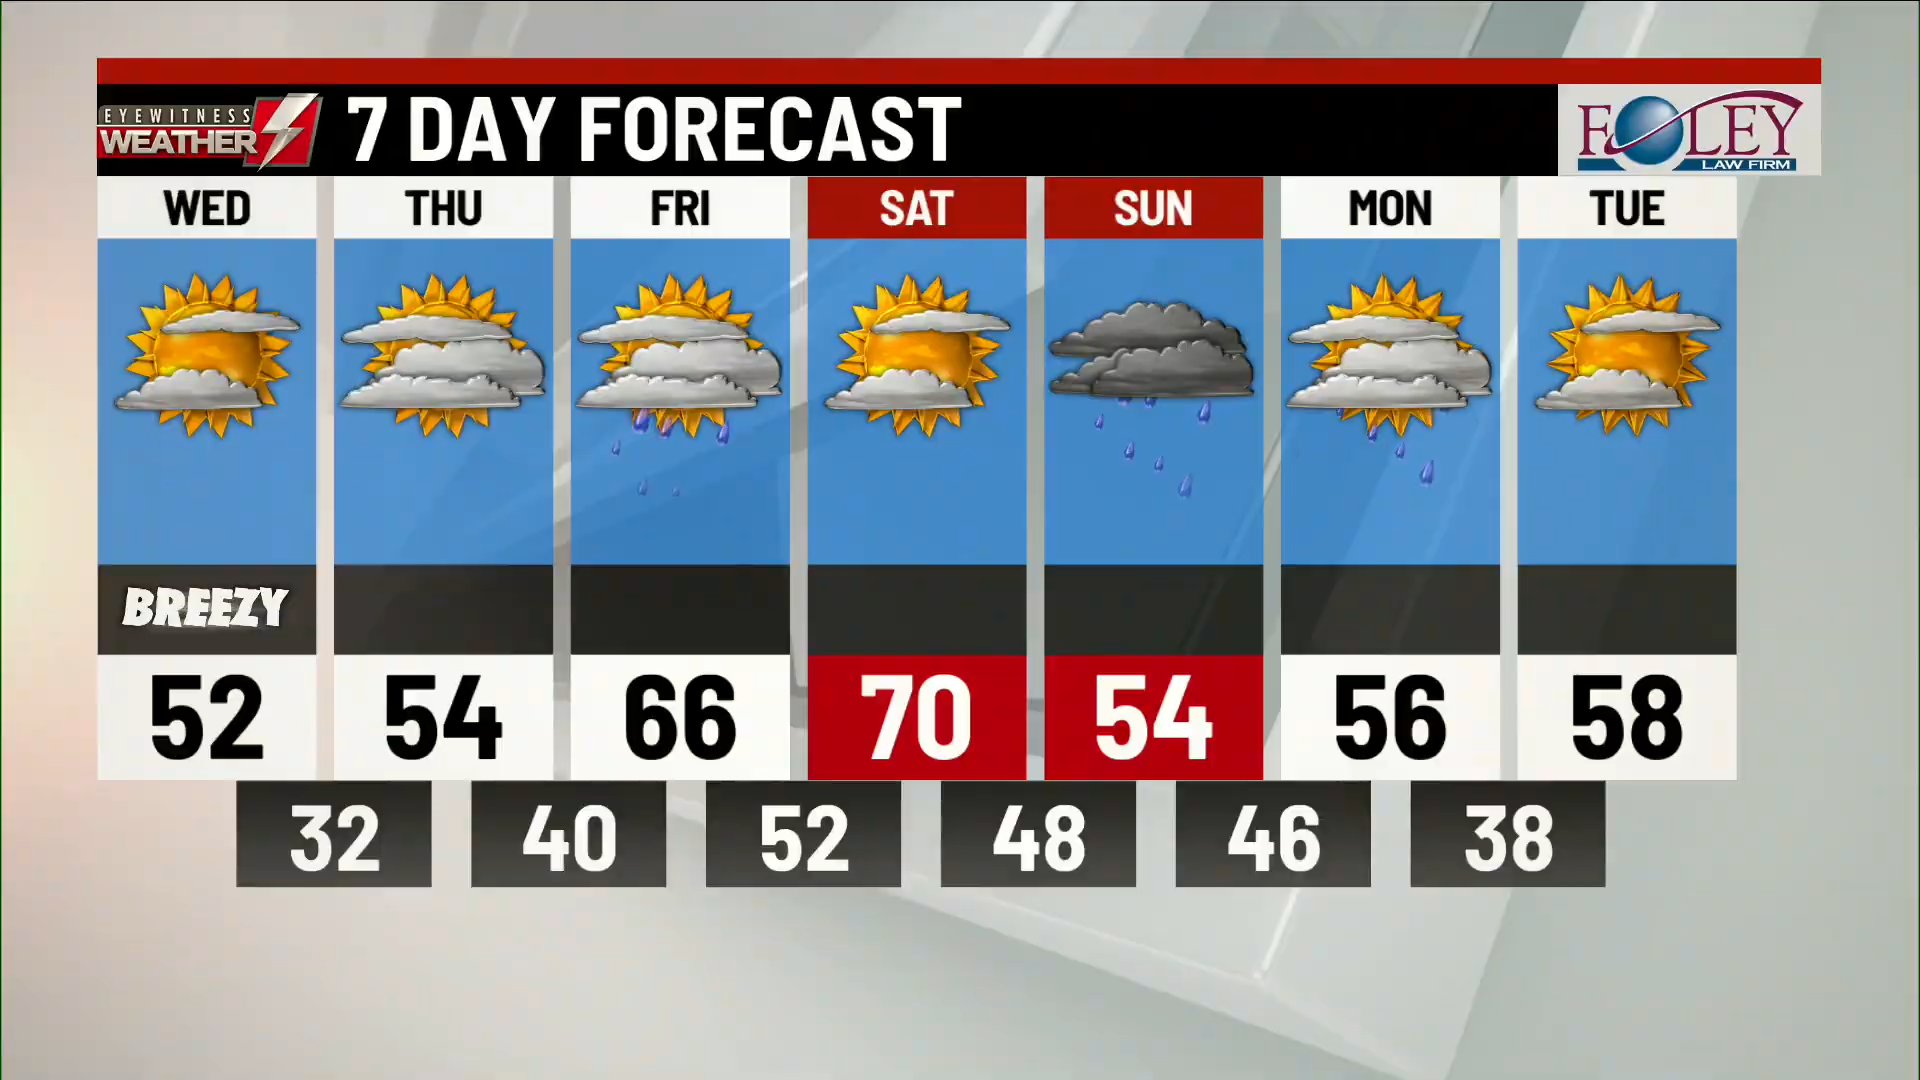 EYEWITNESS
WEATHER
7 DAY FORECAST
FOLEY
LAW FIRM
WED THU FRI SAT SUN MON TUE
BREEZY
52 54 66 70 54 56 58
32 40 52 48 46 38